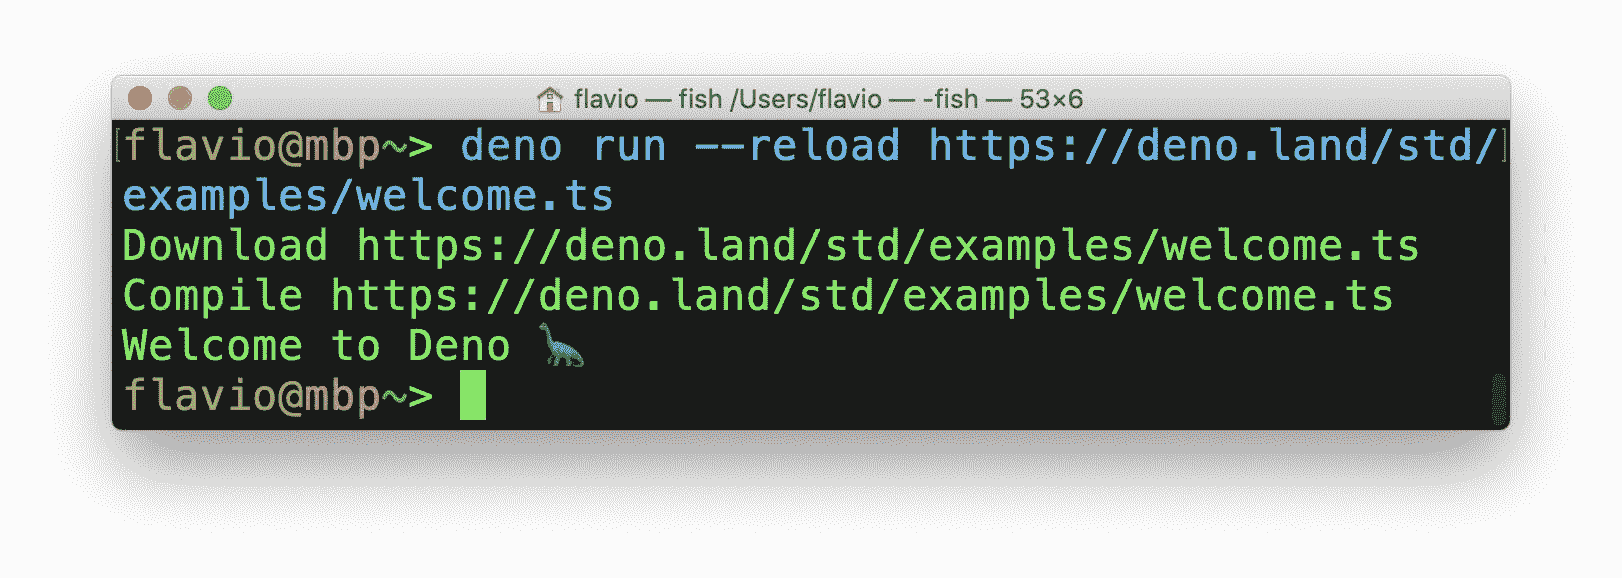 flavio — fish /Users/flavio — -fish — 53×6
[flavio@mbp~> deno run --reload https://deno.land/std/]
examples/welcome.ts
Download https://deno.land/std/examples/welcome.ts
Compile https://deno.land/std/examples/welcome.ts
Welcome to Deno 🦕
flavio@mbp~>